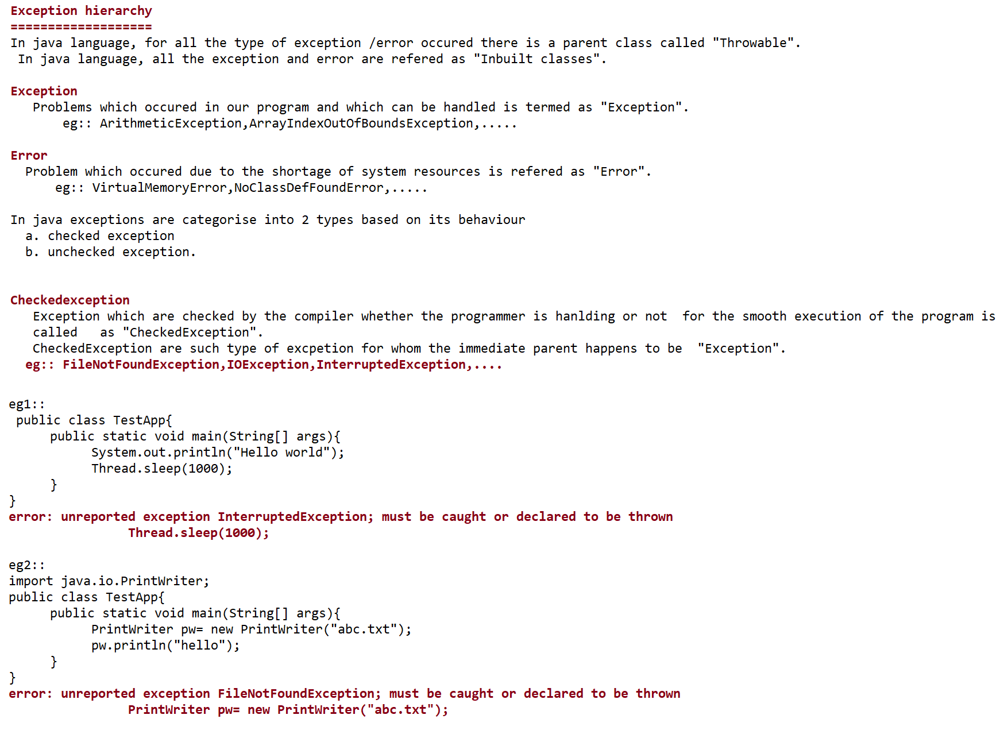 Exception hierarchy
===================
In java language, for all the type of exception /error occured there is a parent class called "Throwable".
In java language, all the exception and error are refered as "Inbuilt classes".
Exception
Problems which occured in our program and which can be handled is termed as "Exception".
eg:: ArithmeticException,ArrayIndexOutOfBoundsException,.....
Error
Problem which occured due to the shortage of system resources is refered as "Error".
eg:: VirtualMemoryError,NoClassDefFoundError,.....
In java exceptions are categorise into 2 types based on its behaviour
a. checked exception
b. unchecked exception.
Checkedexception
Exception which are checked by the compiler whether the programmer is hanlding or not  for the smooth execution of the program is
called   as "CheckedException".
CheckedException are such type of excpetion for whom the immediate parent happens to be  "Exception".
eg:: FileNotFoundException,IOException,InterruptedException,....
eg1::
public class TestApp{
public static void main(String[] args){
System.out.println("Hello world");
Thread.sleep(1000);
}
}
error: unreported exception InterruptedException; must be caught or declared to be thrown
Thread.sleep(1000);
eg2::
import java.io.PrintWriter;
public class TestApp{
public static void main(String[] args){
PrintWriter pw= new PrintWriter("abc.txt");
pw.println("hello");
}
}
error: unreported exception FileNotFoundException; must be caught or declared to be thrown
PrintWriter pw= new PrintWriter("abc.txt");